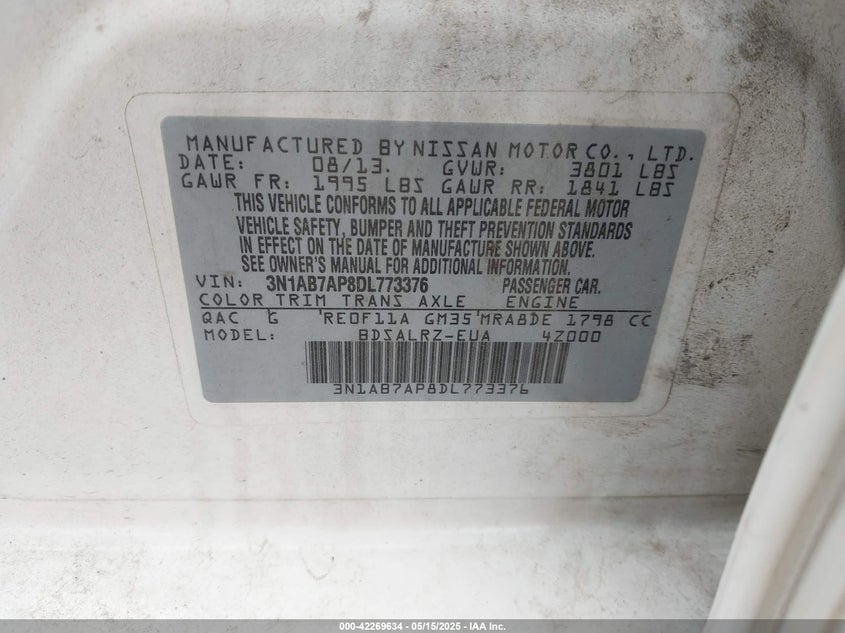 MANUFACTURED BY NISSAN MOTOR CO., LTD.
DATE: 08/13. GVWR: 3801 LBS
GAWR FR: 1995 LBS GAWR RR: 1841 LBS
THIS VEHICLE CONFORMS TO ALL APPLICABLE FEDERAL MOTOR
VEHICLE SAFETY, BUMPER AND THEFT PREVENTION STANDARDS
IN EFFECT ON THE DATE OF MANUFACTURE SHOWN ABOVE.
SEE OWNER'S MANUAL FOR ADDITIONAL INFORMATION.
VIN: 3N1AB7AP8DL773376 PASSENGER CAR.
COLOR TRIM TRANS AXLE ENGINE
QAC G RE0F11A GM35 MRA8DE 1798 CC
MODEL: BDSALRZ-EUA 4Z000
3N1AB7AP8DL773376
000-42269634 - 05/15/2025 - IAA Inc.